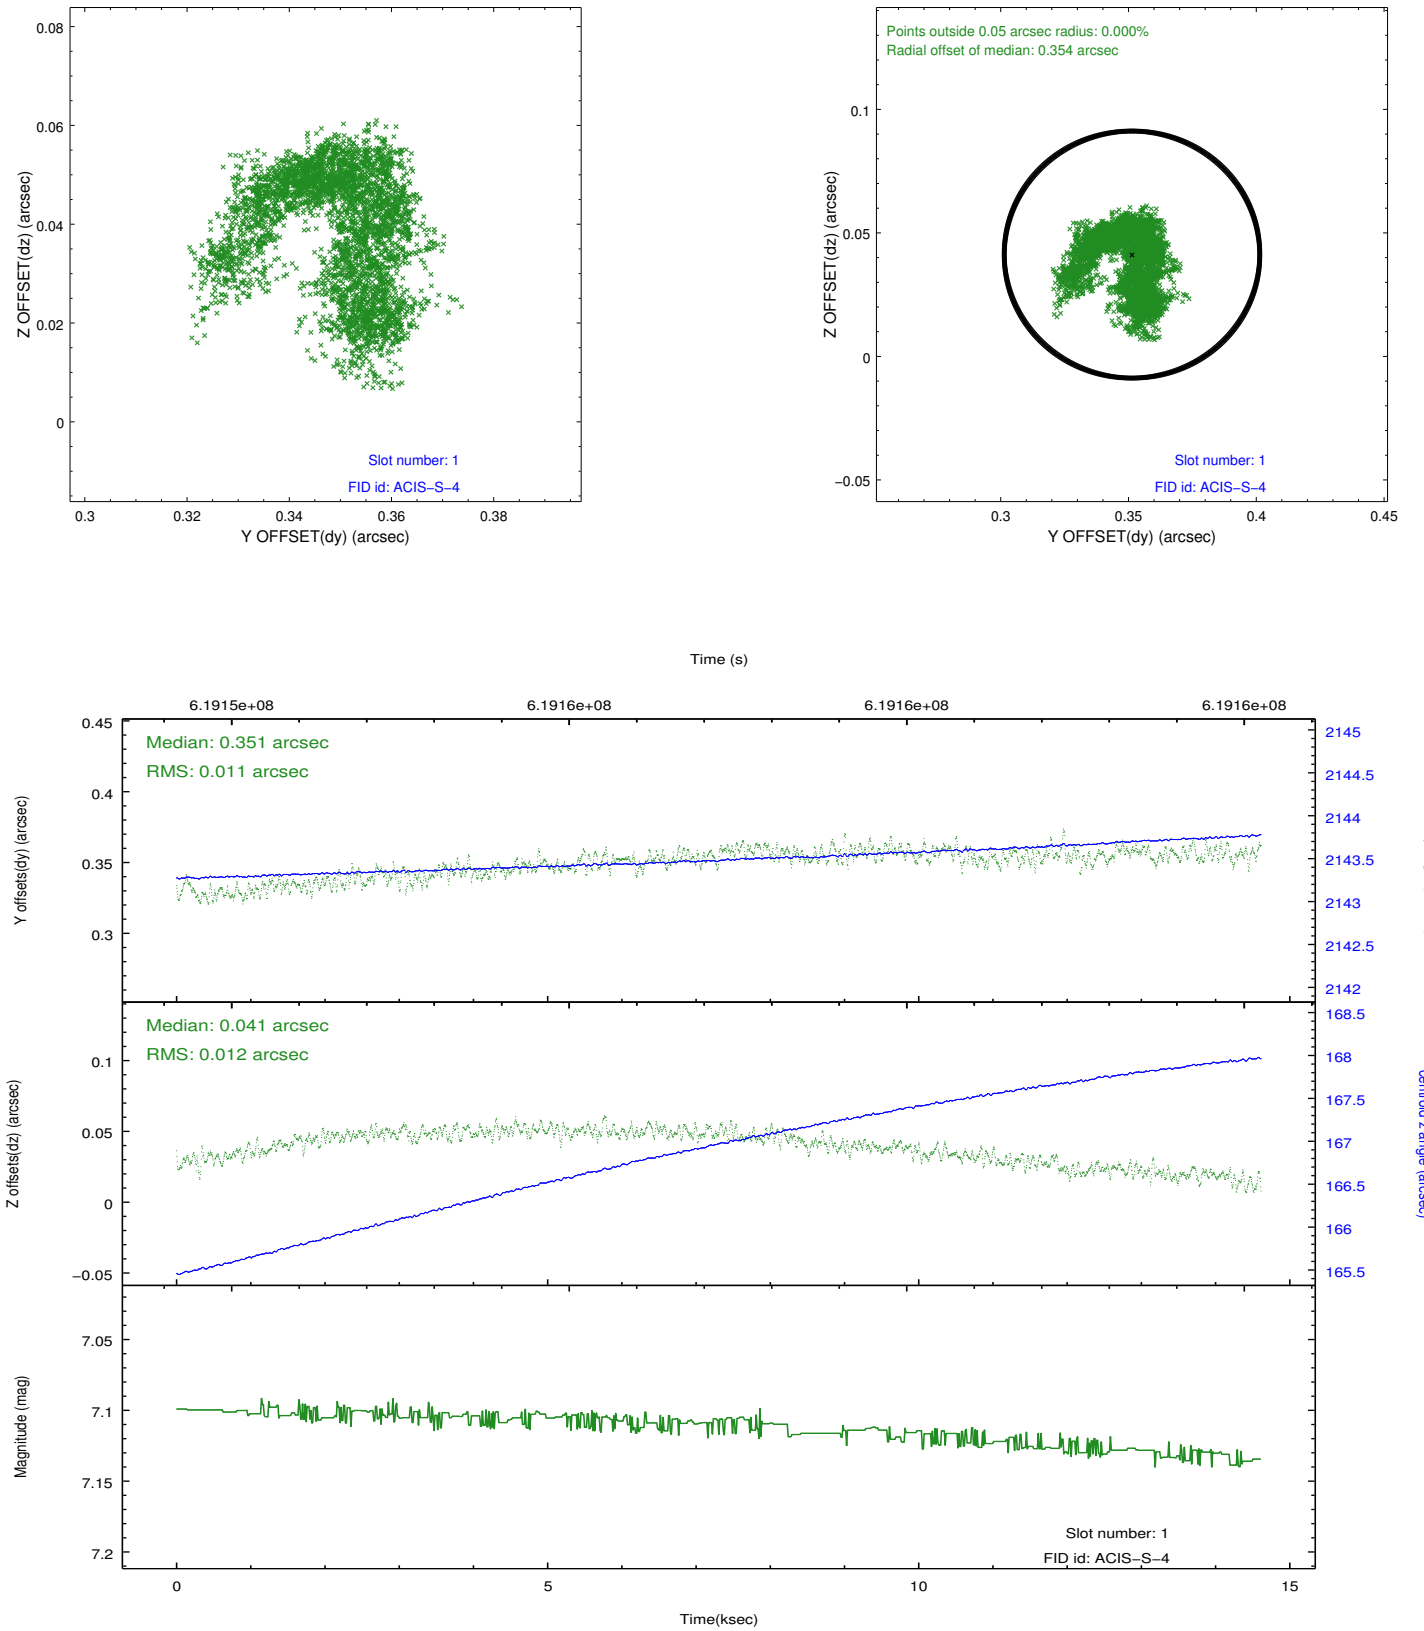 0.08
0.06
0.04
0.02
0
Z OFFSET(dz) (arcsec)
Slot number: 1
FID id: ACIS−S−4
0.3 0.32 0.34 0.36 0.38
Y OFFSET(dy) (arcsec)
Points outside 0.05 arcsec radius: 0.000%
Radial offset of median: 0.354 arcsec
0.1
0.05
0
−0.05
Z OFFSET(dz) (arcsec)
Slot number: 1
FID id: ACIS−S−4
0.3 0.35 0.4 0.45
Y OFFSET(dy) (arcsec)
Time (s)
6.1915e+08 6.1916e+08 6.1916e+08 6.1916e+08
Median: 0.351 arcsec
RMS: 0.011 arcsec
0.45
0.4
0.35
0.3
Y offsets(dy) (arcsec)
2145
2144.5
2144
2143.5
2143
2142.5
2142
Median: 0.041 arcsec
RMS: 0.012 arcsec
0.1
0.05
0
−0.05
Z offsets(dz) (arcsec)
168.5
168
167.5
167
166.5
166
165.5
centroid z angle (arcsec)
7.05
7.1
7.15
7.2
Magnitude (mag)
Slot number: 1
FID id: ACIS−S−4
0 5 10 15
Time(ksec)